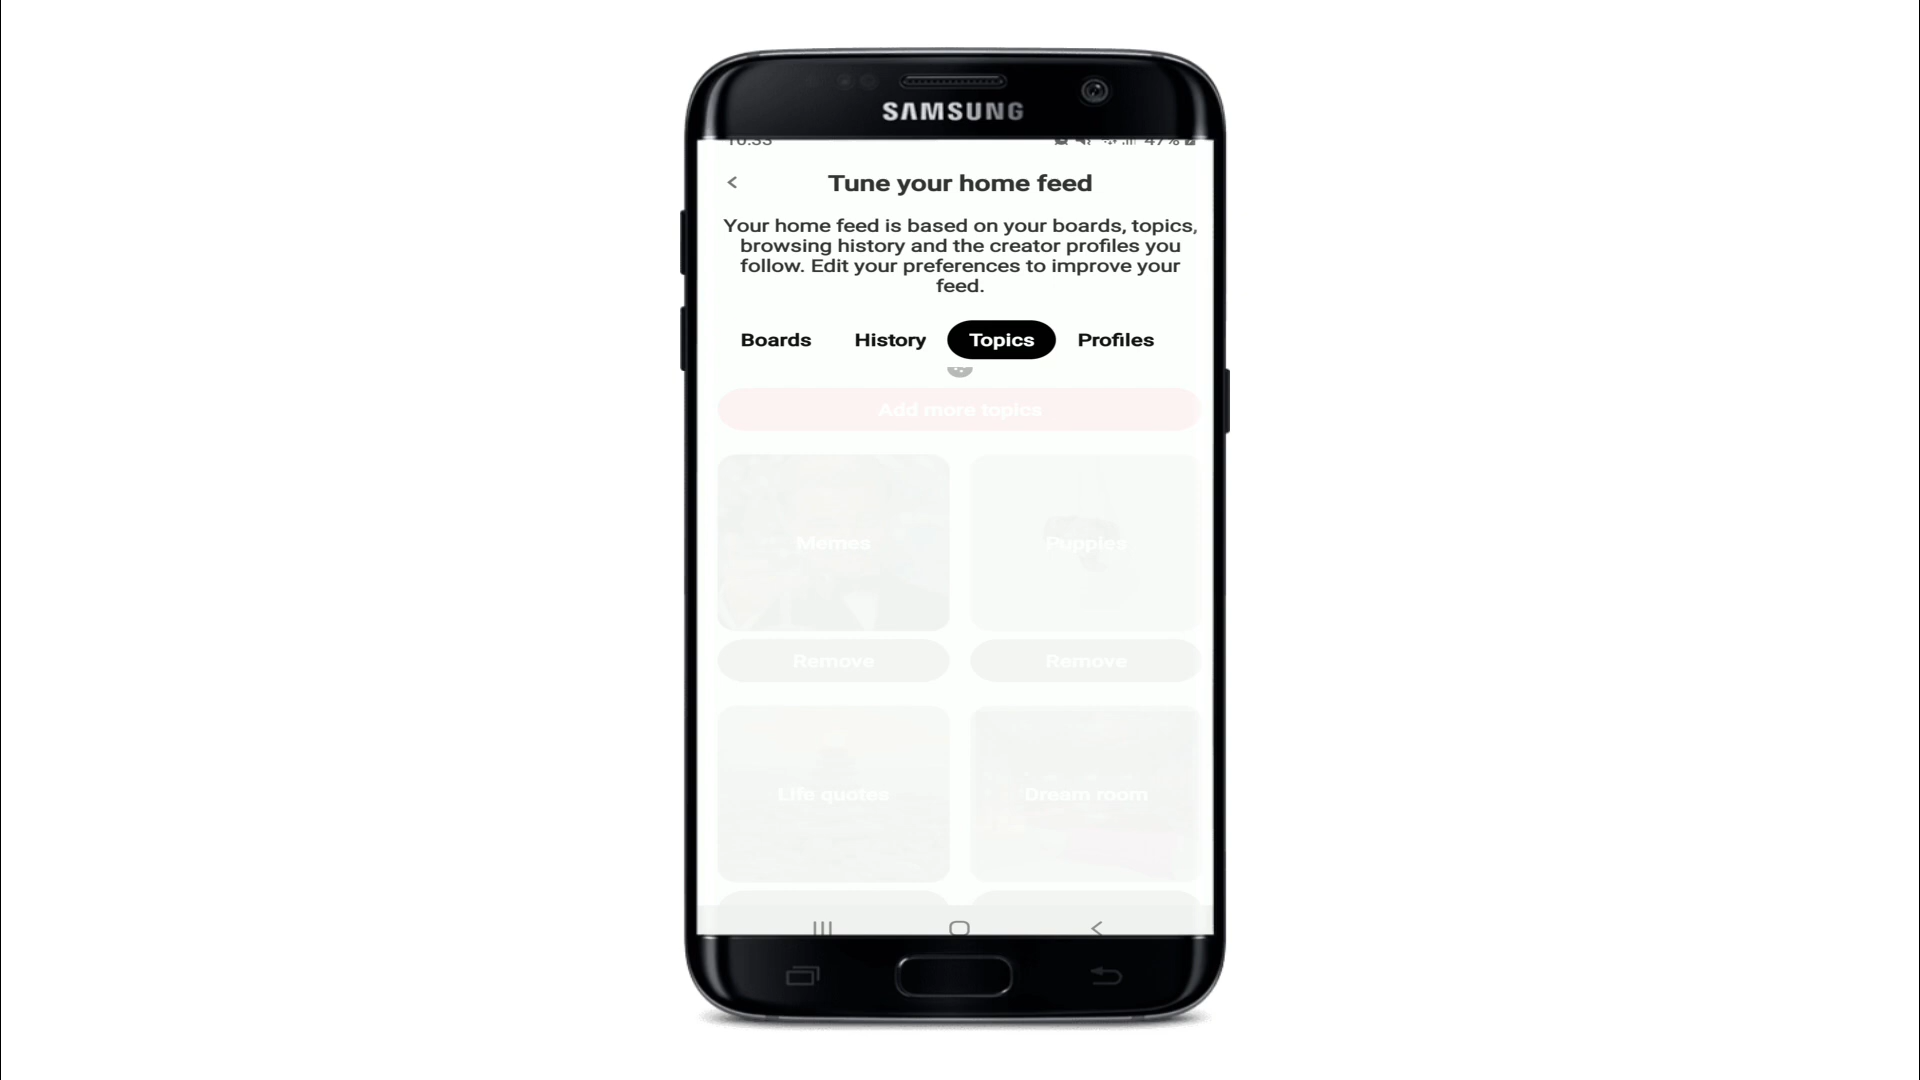 SAMSUNG
10:33 47%
Tune your home feed
Your home feed is based on your boards, topics,
browsing history and the creator profiles you
follow. Edit your preferences to improve your
feed.
Boards History Topics Profiles
Add more topics
Memes Puppies
Remove Remove
Life quotes Dream room